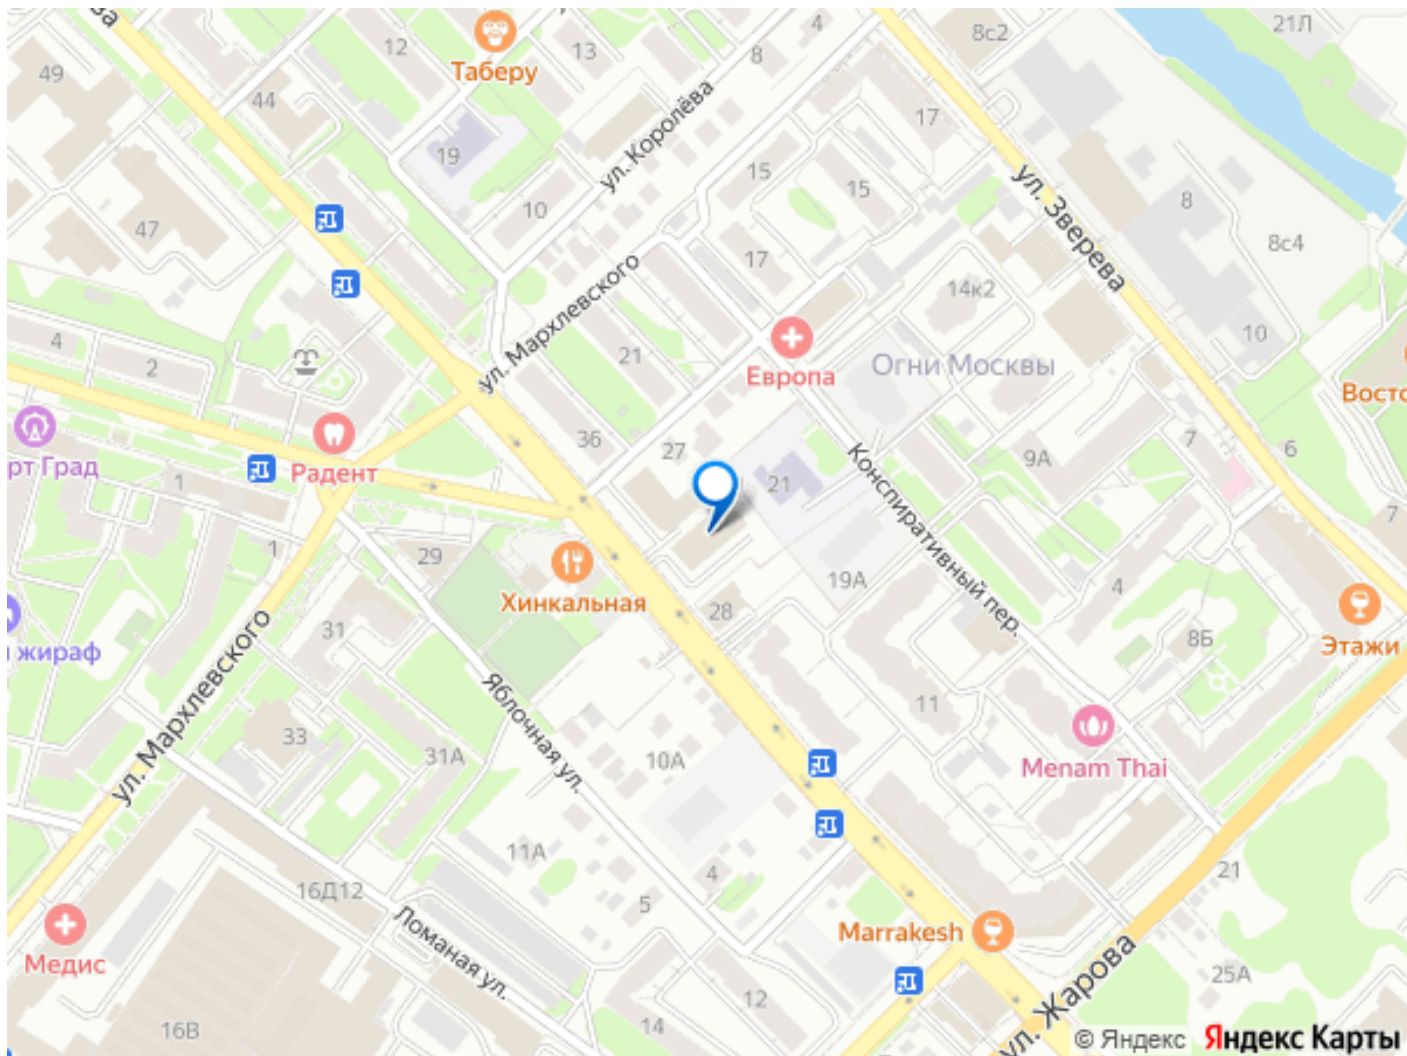 ва
49
44
12
Таберу
13
8
4
8с2
21Л
17
19
ул. Королёва
10
47
15
15
ул. Зверева
8
8с4
17
14к2
10
ул. Мархлевского
21
Европа
Огни Москвы
4
2
Восто
36
27
7
6
9А
Радент
рт Град
1
21
Конспиративный пер.
7
1
29
19А
Хинкальная
28
4
Этажи
31
8Б
жираф
ул. Мархлевского
Яблочная ул.
11
33
31А
10А
Menam Thai
11А
4
21
16Д12
5
Marrakesh
Медис
Ломаная ул.
25А
12
14
16В
ул. Жарова
© Яндекс Яндекс Карты